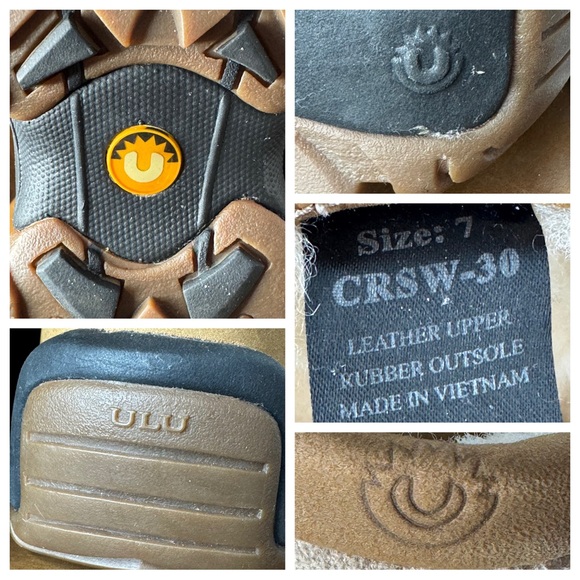 U
U
Size: 7
CRSW-30
LEATHER UPPER
RUBBER OUTSOLE
MADE IN VIETNAM
ULU
U